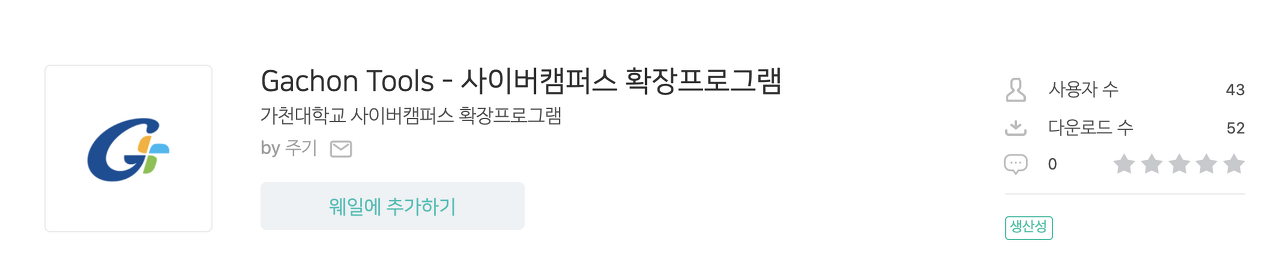 Gachon Tools - 사이버캠퍼스 확장프로그램
가천대학교 사이버캠퍼스 확장프로그램
by 주기
웨일에 추가하기
사용자 수 43
다운로드 수 52
0
생산성